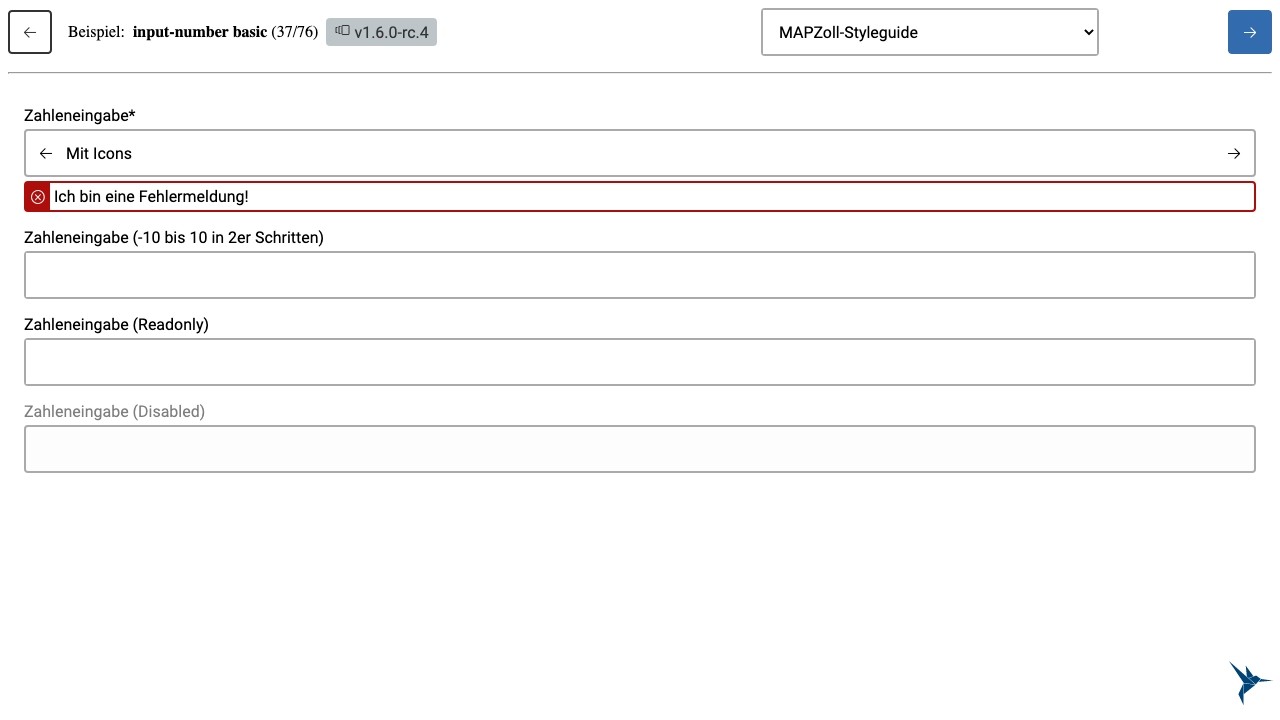 Beispiel: input-number basic (37/76) v1.6.0-rc.4 MAPZoll-Styleguide
Zahleneingabe*
Mit Icons
Ich bin eine Fehlermeldung!
Zahleneingabe (-10 bis 10 in 2er Schritten)
Zahleneingabe (Readonly)
Zahleneingabe (Disabled)